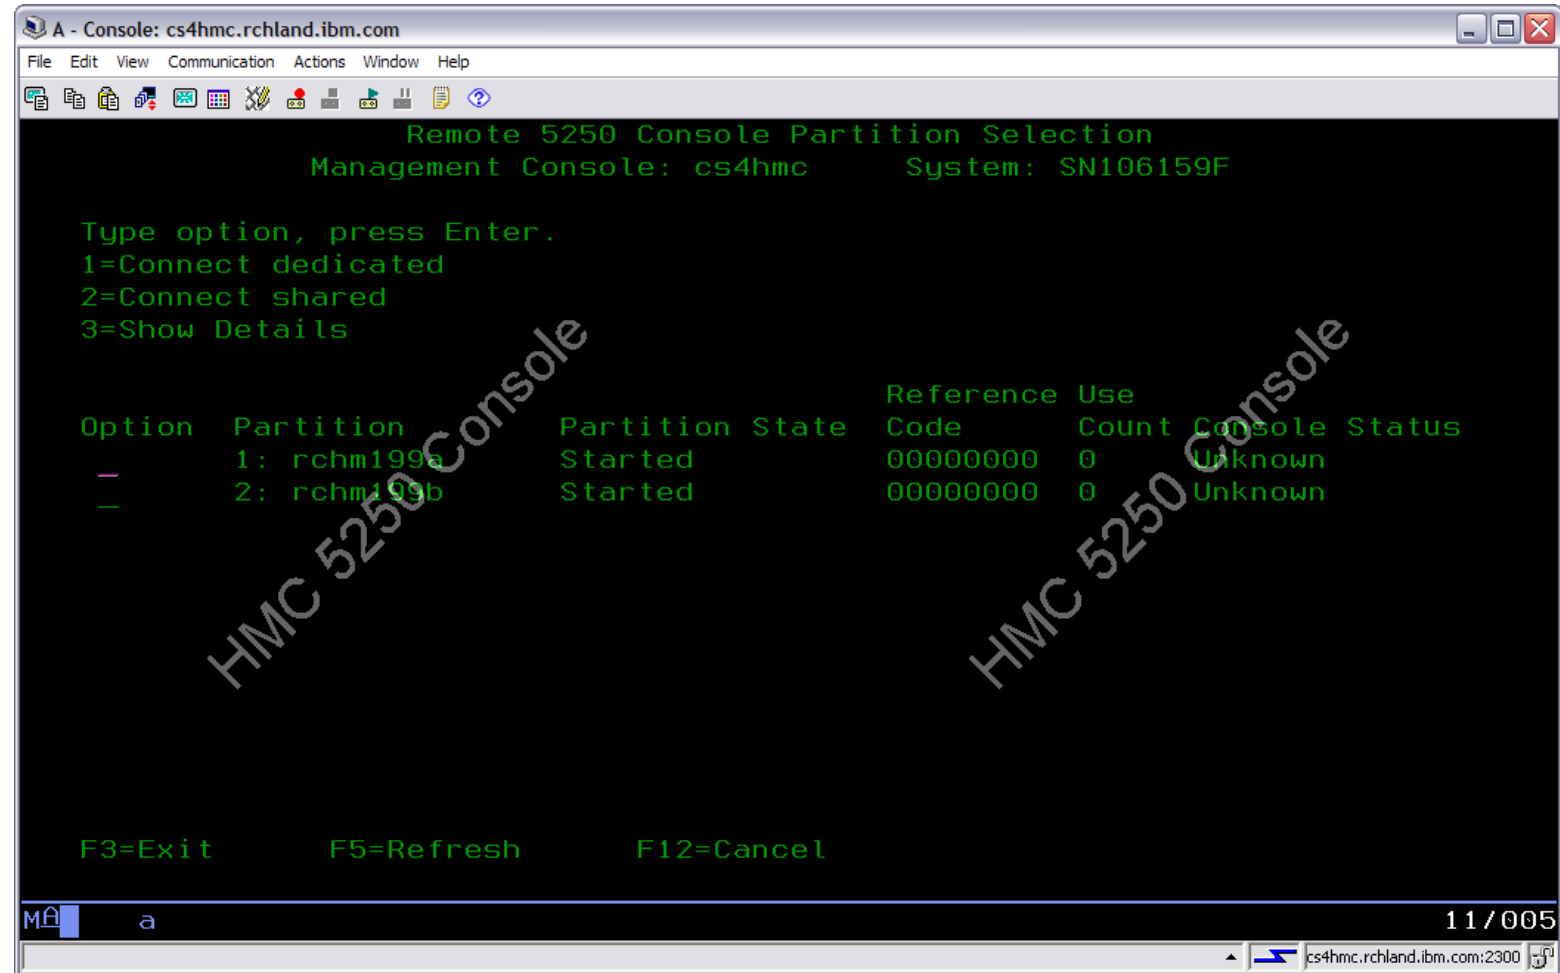 A - Console: cs4hmc.rchland.ibm.com
File Edit View Communication Actions Window Help
Remote 5250 Console Partition Selection
Management Console: cs4hmc System: SN106159F
Type option, press Enter.
1=Connect dedicated
2=Connect shared
3=Show Details
Reference Use
Option Partition Partition State Code Count Console Status
_ 1: rchm199a Started 00000000 0 Unknown
_ 2: rchm199b Started 00000000 0 Unknown
HMC 5250 Console
HMC 5250 Console
F3=Exit F5=Refresh F12=Cancel
MA a 11/005
cs4hmc.rchland.ibm.com:2300